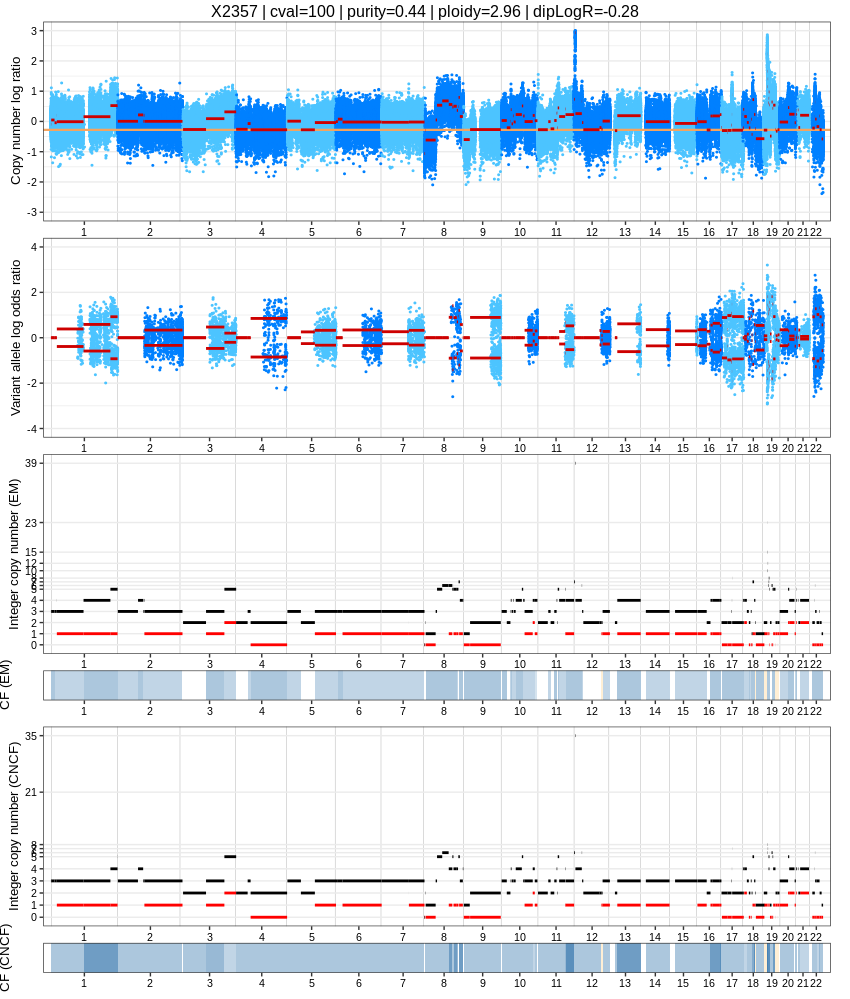 X2357 | cval=100 | purity=0.44 | ploidy=2.96 | dipLogR=-0.28
Copy number log ratio
3
2
1
0
-1
-2
-3
1 2 3 4 5 6 7 8 9 10 11 12 13 14 15 16 17 18 19 20 21 22
Variant allele log odds ratio
4
2
0
-2
-4
1 2 3 4 5 6 7 8 9 10 11 12 13 14 15 16 17 18 19 20 21 22
Integer copy number (EM)
39
23
15
12
10
4
3
2
1
0
1 2 3 4 5 6 7 8 9 10 11 12 13 14 15 16 17 18 19 20 21 22
CF (EM)
1 2 3 4 5 6 7 8 9 10 11 12 13 14 15 16 17 18 19 20 21 22
Integer copy number (CNCF)
35
21
8
5
4
3
2
1
0
1 2 3 4 5 6 7 8 9 10 11 12 13 14 15 16 17 18 19 20 21 22
CF (CNCF)
1 2 3 4 5 6 7 8 9 10 11 12 13 14 15 16 17 18 19 20 21 22